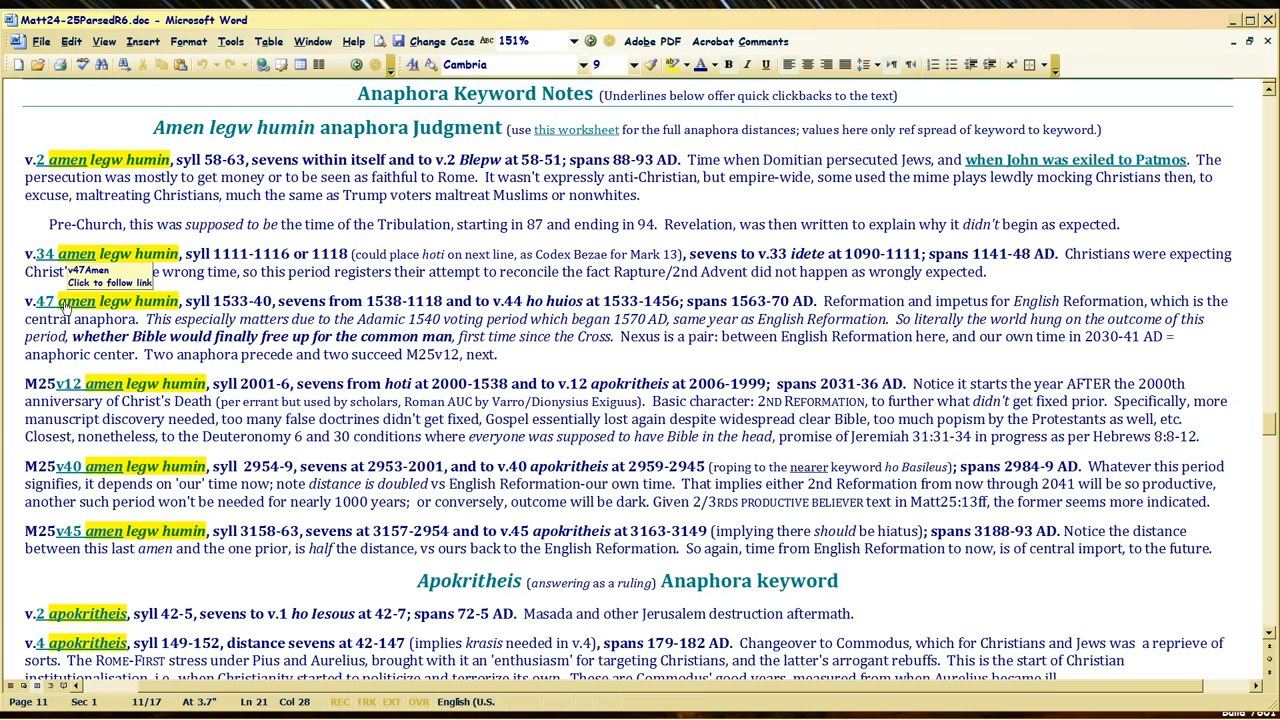 Matt24-25ParsedR6.doc - Microsoft Word
File Edit View Insert Format Tools Table Window Help Change Case ABC 151% Adobe PDF Acrobat Comments
Cambria 9 B I U
Anaphora Keyword Notes (Underlines below offer quick clickbacks to the text)
Amen legw humin anaphora Judgment (use this worksheet for the full anaphora distances; values here only ref spread of keyword to keyword.)
v.2 amen legw humin, syll 58-63, sevens within itself and to v.2 Blepw at 58-51; spans 88-93 AD. Time when Domitian persecuted Jews, and when John was exiled to Patmos. The
persecution was mostly to get money or to be seen as faithful to Rome. It wasn't expressly anti-Christian, but empire-wide, some used the mime plays lewdly mocking Christians then, to
excuse, maltreating Christians, much the same as Trump voters maltreat Muslims or nonwhites.
Pre-Church, this was supposed to be the time of the Tribulation, starting in 87 and ending in 94. Revelation, was then written to explain why it didn't begin as expected.
v.34 amen legw humin, syll 1111-1116 or 1118 (could place hoti on next line, as Codex Bezae for Mark 13), sevens to v.33 idete at 1090-1111; spans 1141-48 AD. Christians were expecting
Christ' e wrong time, so this period registers their attempt to reconcile the fact Rapture/2nd Advent did not happen as wrongly expected.
v47Amen
Click to follow link
v.47 amen legw humin, syll 1533-40, sevens from 1538-1118 and to v.44 ho huios at 1533-1456; spans 1563-70 AD. Reformation and impetus for English Reformation, which is the
central anaphora. This especially matters due to the Adamic 1540 voting period which began 1570 AD, same year as English Reformation. So literally the world hung on the outcome of this
period, whether Bible would finally free up for the common man, first time since the Cross. Nexus is a pair: between English Reformation here, and our own time in 2030-41 AD =
anaphoric center. Two anaphora precede and two succeed M25v12, next.
M25v12 amen legw humin, syll 2001-6, sevens from hoti at 2000-1538 and to v.12 apokritheis at 2006-1999; spans 2031-36 AD. Notice it starts the year AFTER the 2000th
anniversary of Christ's Death (per errant but used by scholars, Roman AUC by Varro/Dionysius Exiguus). Basic character: 2ND REFORMATION, to further what didn't get fixed prior. Specifically, more
manuscript discovery needed, too many false doctrines didn't get fixed, Gospel essentially lost again despite widespread clear Bible, too much popism by the Protestants as well, etc.
Closest, nonetheless, to the Deuteronomy 6 and 30 conditions where everyone was supposed to have Bible in the head, promise of Jeremiah 31:31-34 in progress as per Hebrews 8:8-12.
M25v40 amen legw humin, syll 2954-9, sevens at 2953-2001, and to v.40 apokritheis at 2959-2945 (roping to the nearer keyword ho Basileus); spans 2984-9 AD. Whatever this period
signifies, it depends on 'our' time now; note distance is doubled vs English Reformation-our own time. That implies either 2nd Reformation from now through 2041 will be so productive,
another such period won't be needed for nearly 1000 years; or conversely, outcome will be dark. Given 2/3RDS PRODUCTIVE BELIEVER text in Matt25:13ff, the former seems more indicated.
M25v45 amen legw humin, syll 3158-63, sevens at 3157-2954 and to v.45 apokritheis at 3163-3149 (implying there should be hiatus); spans 3188-93 AD. Notice the distance
between this last amen and the one prior, is half the distance, vs ours back to the English Reformation. So again, time from English Reformation to now, is of central import, to the future.
Apokritheis (answering as a ruling) Anaphora keyword
v.2 apokritheis, syll 42-5, sevens to v.1 ho Iesous at 42-7; spans 72-5 AD. Masada and other Jerusalem destruction aftermath.
v.4 apokritheis, syll 149-152, distance sevens at 42-147 (implies krasis needed in v.4), spans 179-182 AD. Changeover to Commodus, which for Christians and Jews was a reprieve of
sorts. The ROME-FIRST stress under Pius and Aurelius, brought with it an 'enthusiasm' for targeting Christians, and the latter's arrogant rebuffs. This is the start of Christian
institutionalisation, i.e., when Christianity started to politicize and terrorize its own. These are Commodus' good years, measured from when Aurelius became ill
Page 11 Sec 1 11/17 At 3.7" Ln 21 Col 28 REC TRK EXT OVR English (U.S.
Build 7601